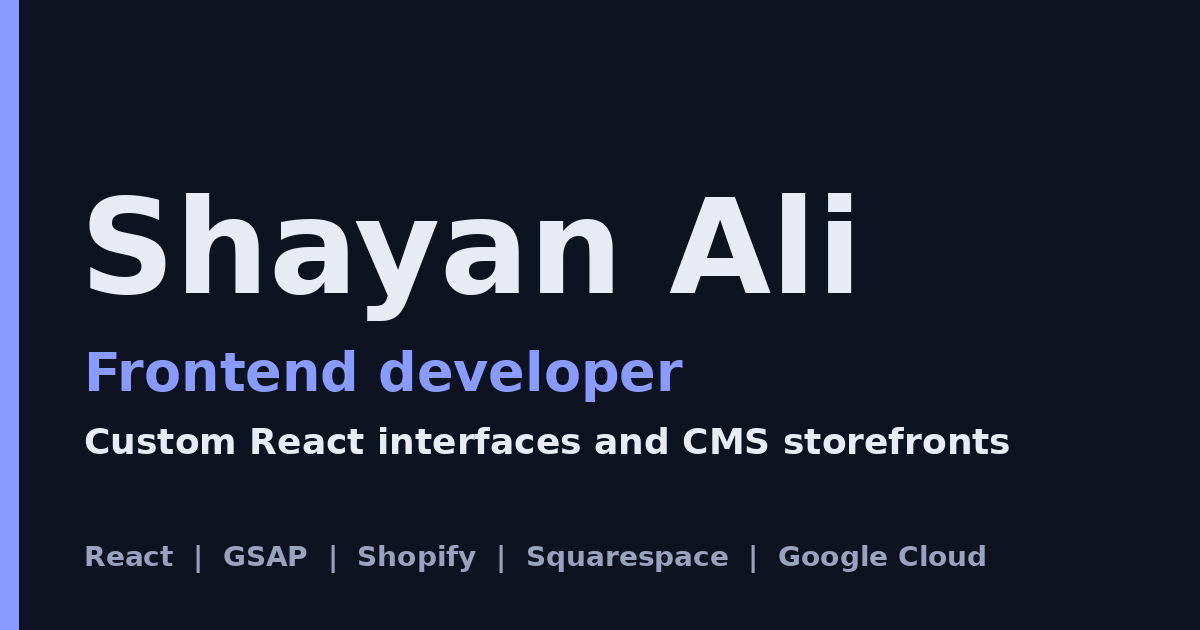 Shayan Ali
Frontend developer
Custom React interfaces and CMS storefronts
React | GSAP | Shopify | Squarespace | Google Cloud